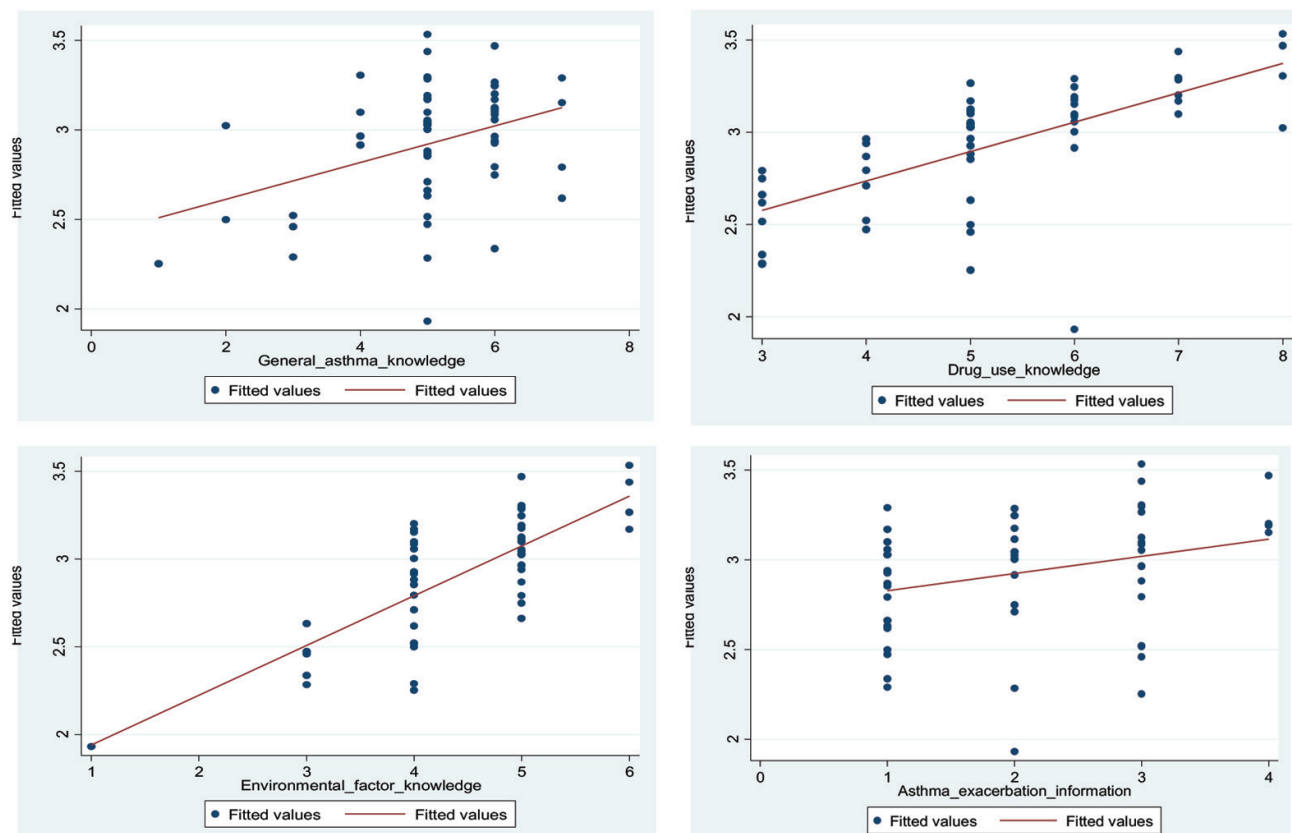 3.5
3
2.5
2
Fitted values
0 2 4 6 8
General_asthma_knowledge
Fitted values Fitted values
3.5
3
2.5
2
Fitted values
3 4 5 6 7 8
Drug_use_knowledge
Fitted values Fitted values
3.5
3
2.5
2
Fitted values
1 2 3 4 5 6
Environmental_factor_knowledge
Fitted values Fitted values
3.5
3
2.5
2
Fitted values
0 1 2 3 4
Asthma_exacerbation_information
Fitted values Fitted values